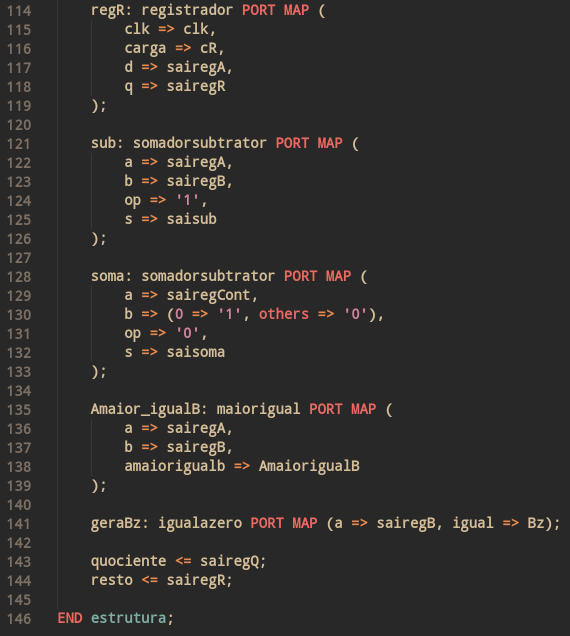 114 regR: registrador PORT MAP (
115 clk => clk,
116 carga => cR,
117 d => sairegA,
118 q => sairegR
119 );
120
121 sub: somadorsubtrator PORT MAP (
122 a => sairegA,
123 b => sairegB,
124 op => '1',
125 s => saisub
126 );
127
128 soma: somadorsubtrator PORT MAP (
129 a => sairegCont,
130 b => (0 => '1', others => '0'),
131 op => '0',
132 s => saisoma
133 );
134
135 Amaior_igualB: maiorigual PORT MAP (
136 a => sairegA,
137 b => sairegB,
138 amaiorigualb => AmaiorigualB
139 );
140
141 geraBz: igualazero PORT MAP (a => sairegB, igual => Bz);
142
143 quociente <= sairegQ;
144 resto <= sairegR;
145
146 END estrutura;